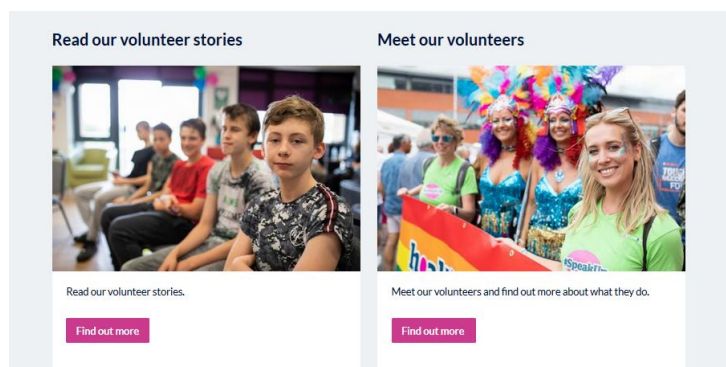 Read our volunteer stories
Meet our volunteers
#SpeakUp
Read our volunteer stories.
Meet our volunteers and find out more about what they do.
Find out more
Find out more